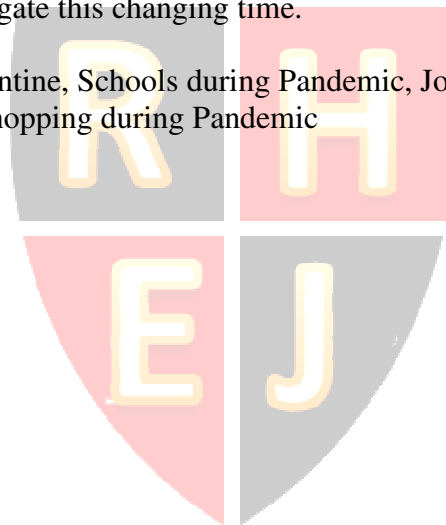 gate this changing time.
ntine, Schools during Pandemic, Jo
hopping during Pandemic
R H
E J